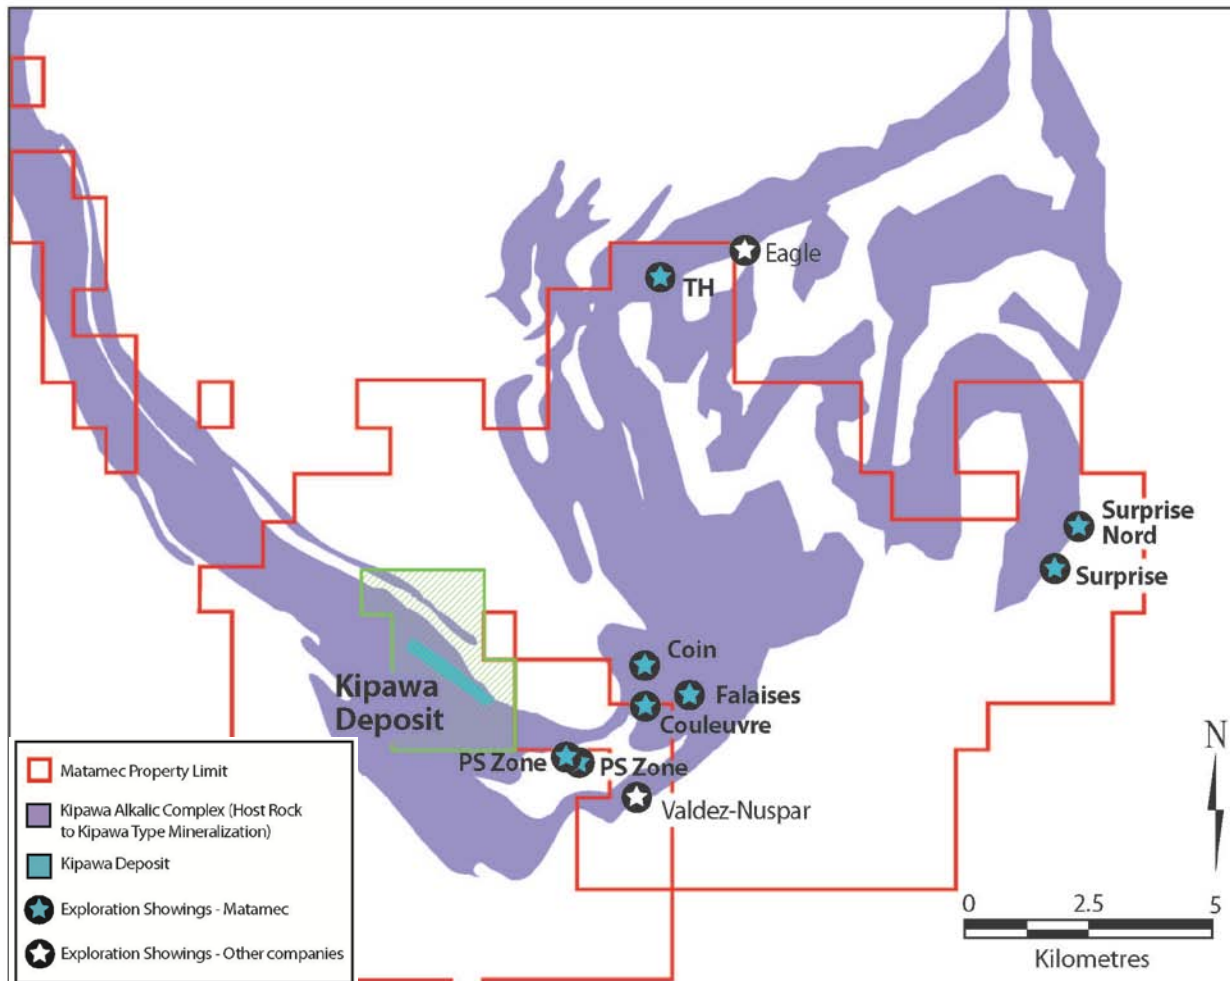 Eagle
TH
Surprise
Nord
Surprise
Coin
Falaises
Couleuvre
Kipawa
Deposit
PS Zone
PS Zone
Valdez-Nuspar
N
0 2.5 5
Kilometres
Matamec Property Limit
Kipawa Alkalic Complex (Host Rock
to Kipawa Type Mineralization)
Kipawa Deposit
Exploration Showings - Matamec
Exploration Showings - Other companies